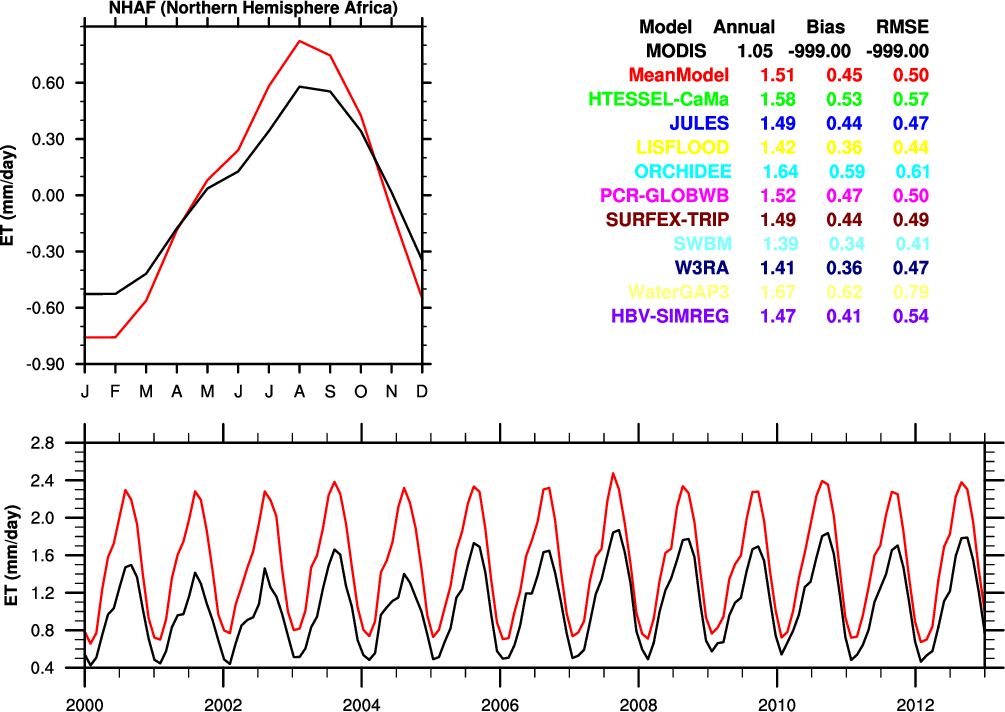 NHAF (Northern Hemisphere Africa)
ET (mm/day)
0.60
0.30
0.00
-0.30
-0.60
-0.90
J F M A M J J A S O N D
Model Annual Bias RMSE
MODIS 1.05 -999.00 -999.00
MeanModel 1.51 0.45 0.50
HTESSEL-CaMa 1.58 0.53 0.57
JULES 1.49 0.44 0.47
LISFLOOD 1.42 0.36 0.44
ORCHIDEE 1.64 0.59 0.61
PCR-GLOBWB 1.52 0.47 0.50
SURFEX-TRIP 1.49 0.44 0.49
SWBM 1.39 0.34 0.41
W3RA 1.41 0.36 0.47
WaterGAP3 1.67 0.62 0.79
HBV-SIMREG 1.47 0.41 0.54
ET (mm/day)
2.8
2.4
2.0
1.6
1.2
0.8
0.4
2000 2002 2004 2006 2008 2010 2012